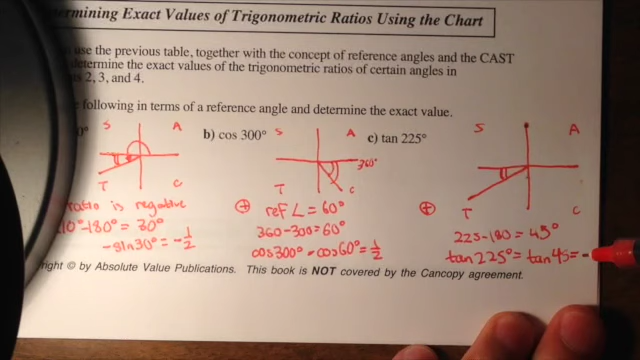 ermining Exact Values of Trigonometric Ratios Using the Chart
use the previous table, together with the concept of reference angles and the CAST
determine the exact values of the trigonometric ratios of certain angles in
2, 3, and 4.
following in terms of a reference angle and determine the exact value.
0° b) cos 300° c) tan 225°
S A S A S A
360°
T C T C T C
ratio is negative ⊕ ref ∠ = 60° ⊕
10°-180° = 30° 360-300=60° 225-180 = 45°
-sin30° = -1/2 cos300° = cos60° = 1/2 tan225° = tan45 = -
right © by Absolute Value Publications. This book is NOT covered by the Cancopy agreement.